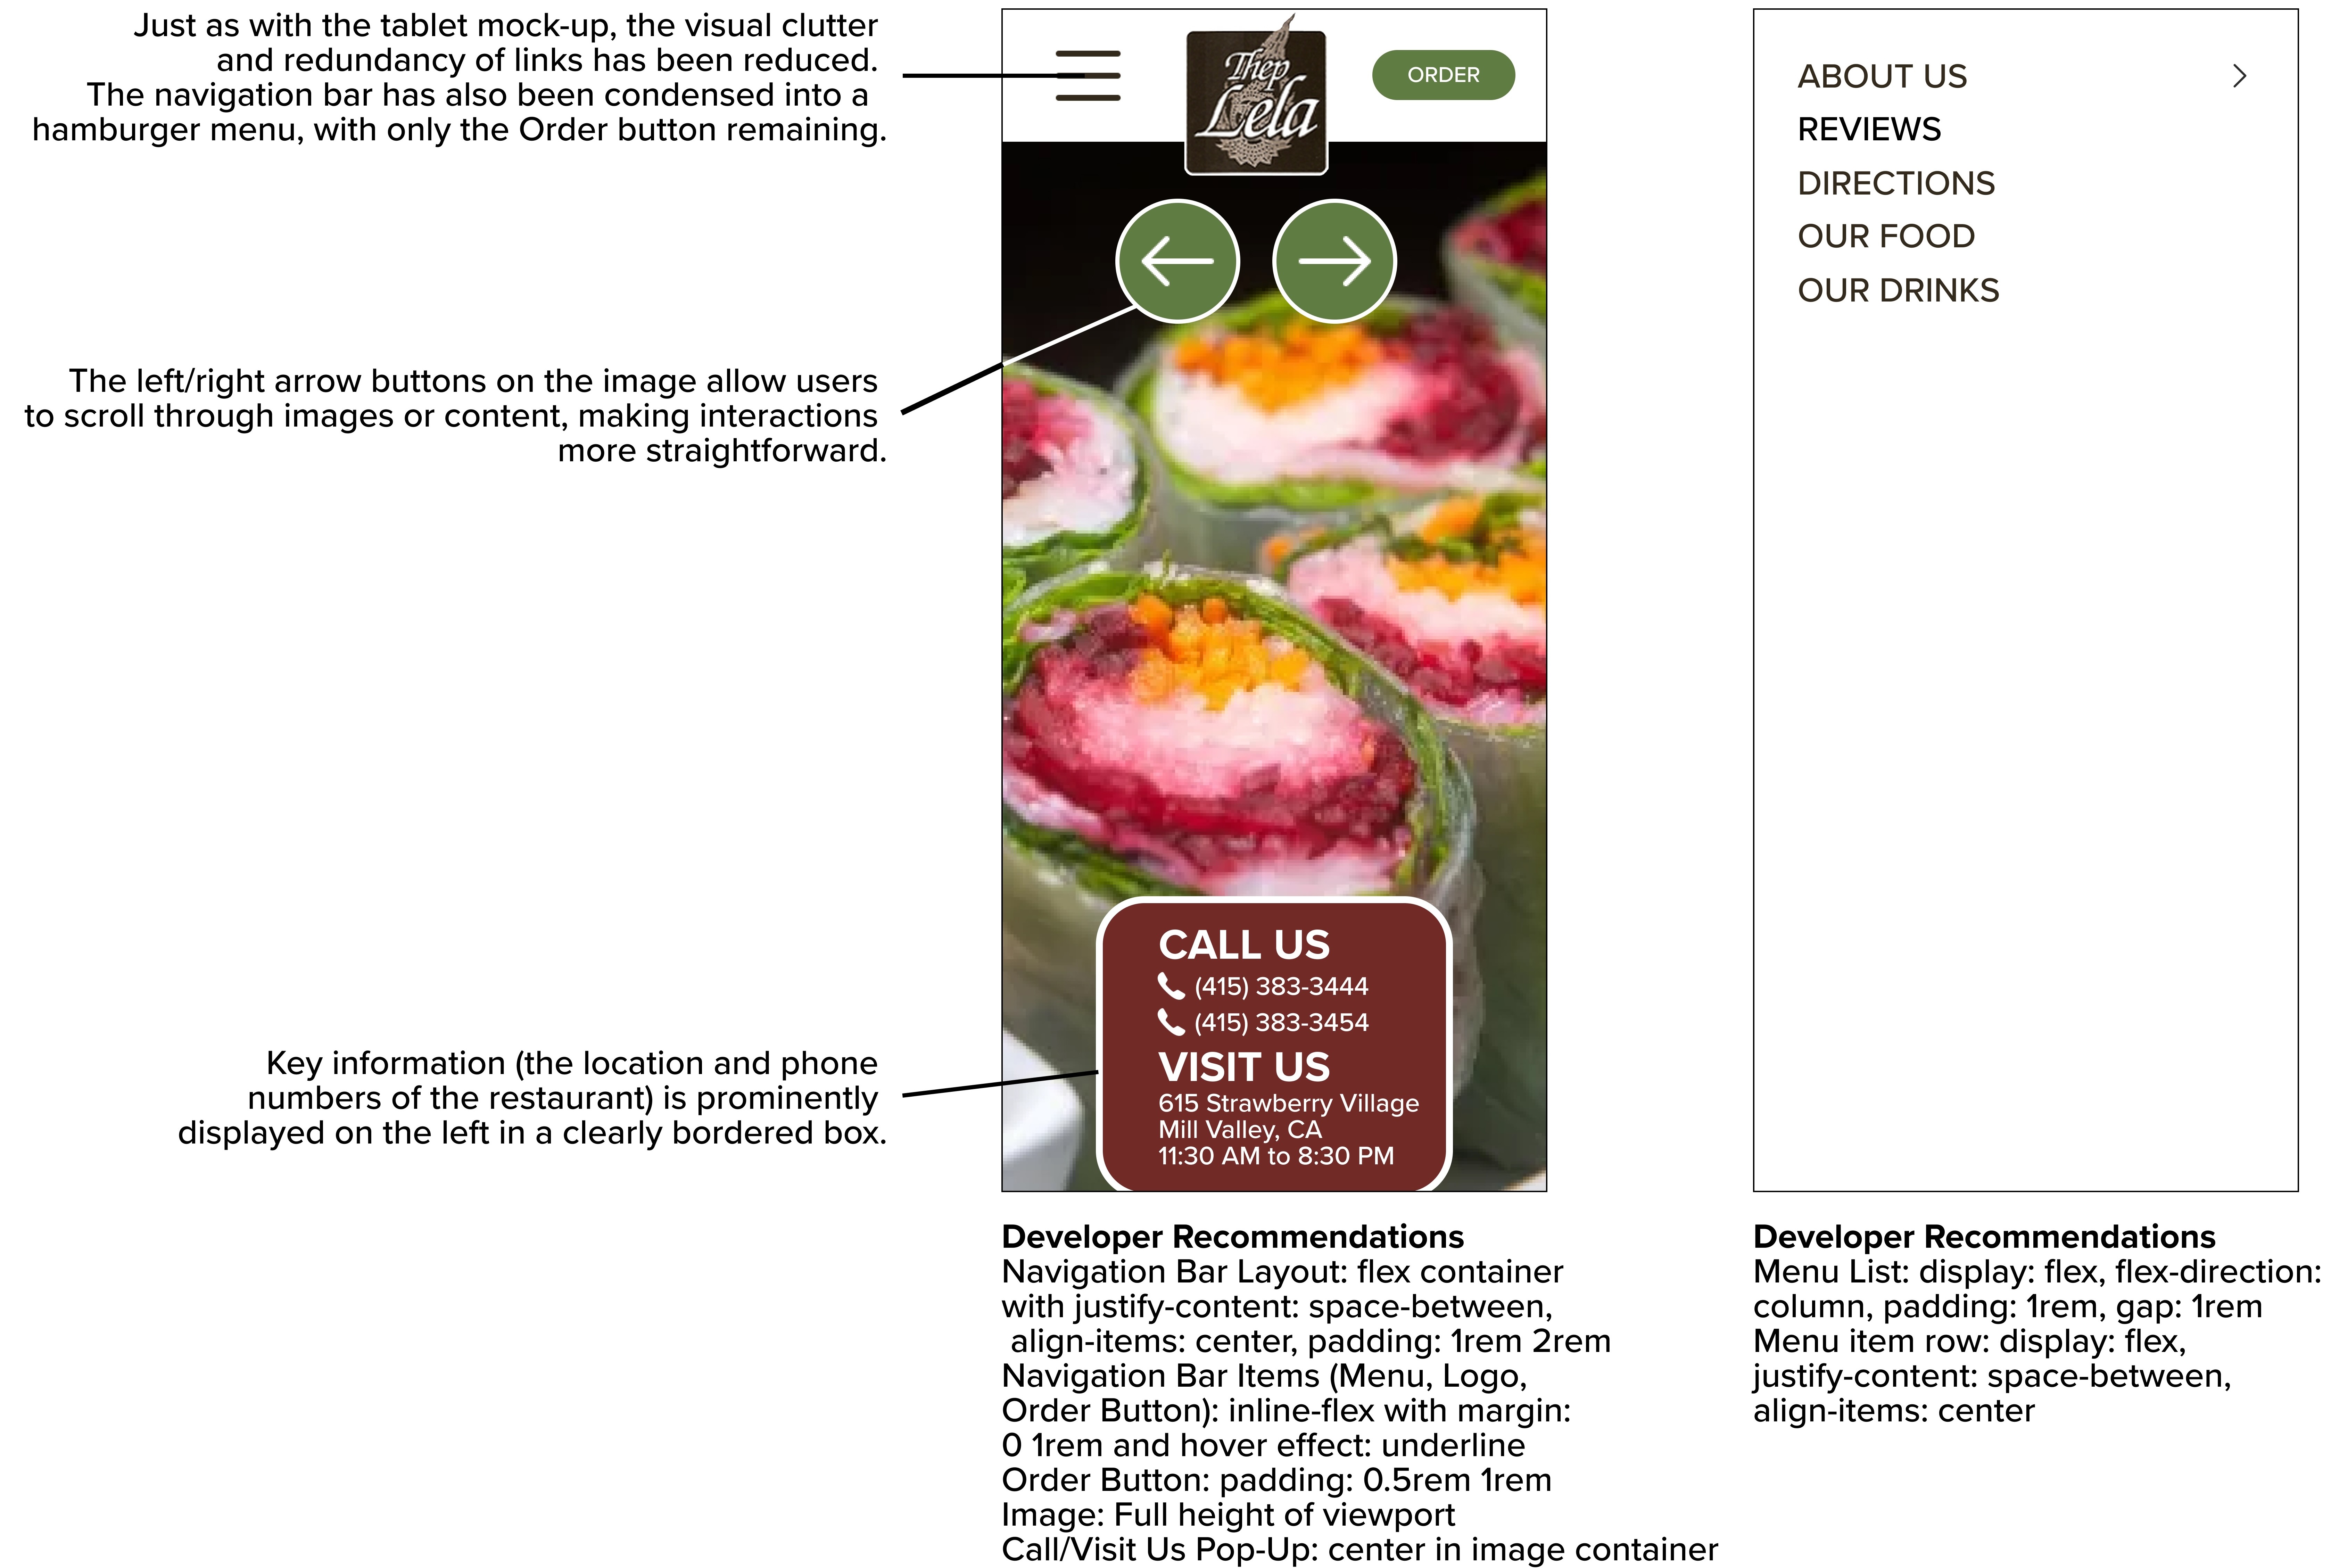 Just as with the tablet mock-up, the visual clutter
and redundancy of links has been reduced.
The navigation bar has also been condensed into a
hamburger menu, with only the Order button remaining.
The left/right arrow buttons on the image allow users
to scroll through images or content, making interactions
more straightforward.
Key information (the location and phone
numbers of the restaurant) is prominently
displayed on the left in a clearly bordered box.
Thep
Lela
ORDER
CALL US
(415) 383-3444
(415) 383-3454
VISIT US
615 Strawberry Village
Mill Valley, CA
11:30 AM to 8:30 PM
Developer Recommendations
Navigation Bar Layout: flex container
with justify-content: space-between,
align-items: center, padding: 1rem 2rem
Navigation Bar Items (Menu, Logo,
Order Button): inline-flex with margin:
0 1rem and hover effect: underline
Order Button: padding: 0.5rem 1rem
Image: Full height of viewport
Call/Visit Us Pop-Up: center in image container
ABOUT US
REVIEWS
DIRECTIONS
OUR FOOD
OUR DRINKS
Developer Recommendations
Menu List: display: flex, flex-direction:
column, padding: 1rem, gap: 1rem
Menu item row: display: flex,
justify-content: space-between,
align-items: center